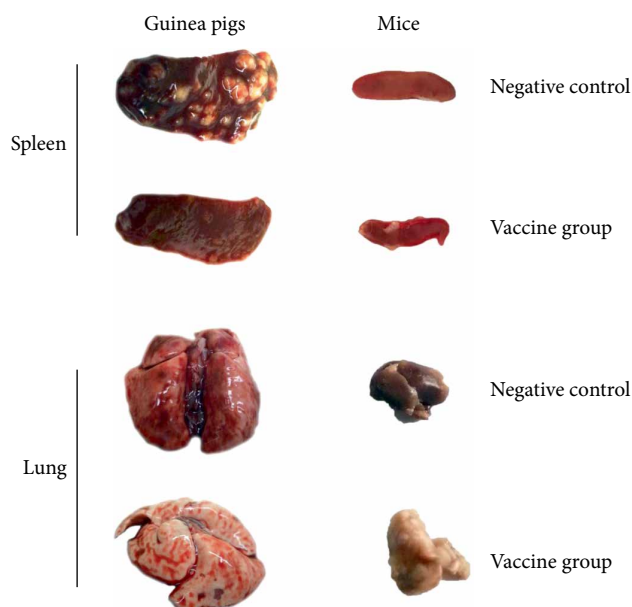 Guinea pigs Mice
Negative control
Spleen
Vaccine group
Negative control
Lung
Vaccine group